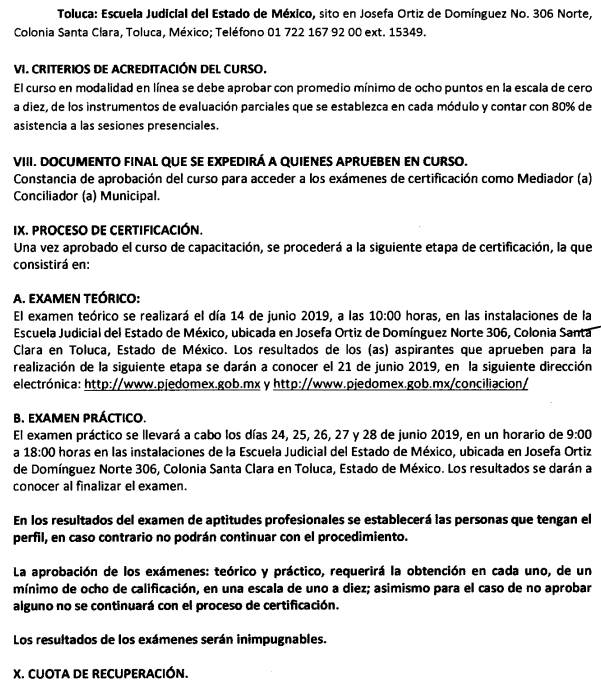 Toluca: Escuela Judicial del Estado de México, sito en Josefa Ortiz de Domínguez No. 306 Norte,
Colonia Santa Clara, Toluca, México; Teléfono 01 722 167 92 00 ext. 15349.
VI. CRITERIOS DE ACREDITACIÓN DEL CURSO.
El curso en modalidad en línea se debe aprobar con promedio mínimo de ocho puntos en la escala de cero
a diez, de los instrumentos de evaluación parciales que se establezca en cada módulo y contar con 80% de
asistencia a las sesiones presenciales.
VIII. DOCUMENTO FINAL QUE SE EXPEDIRÁ A QUIENES APRUEBEN EN CURSO.
Constancia de aprobación del curso para acceder a los exámenes de certificación como Mediador (a)
Conciliador (a) Municipal.
IX. PROCESO DE CERTIFICACIÓN.
Una vez aprobado el curso de capacitación, se procederá a la siguiente etapa de certificación, la que
consistirá en:
A. EXAMEN TEÓRICO:
El examen teórico se realizará el día 14 de junio 2019, a las 10:00 horas, en las instalaciones de la
Escuela Judicial del Estado de México, ubicada en Josefa Ortiz de Domínguez Norte 306, Colonia Santa
Clara en Toluca, Estado de México. Los resultados de los (as) aspirantes que aprueben para la
realización de la siguiente etapa se darán a conocer el 21 de junio 2019, en la siguiente dirección
electrónica: http://www.pjedomex.gob.mx y http://www.pjedomex.gob.mx/conciliacion/
B. EXAMEN PRÁCTICO.
El examen práctico se llevará a cabo los días 24, 25, 26, 27 y 28 de junio 2019, en un horario de 9:00
a 18:00 horas en las instalaciones de la Escuela Judicial del Estado de México, ubicada en Josefa Ortiz
de Domínguez Norte 306, Colonia Santa Clara en Toluca, Estado de México. Los resultados se darán a
conocer al finalizar el examen.
En los resultados del examen de aptitudes profesionales se establecerá las personas que tengan el
perfil, en caso contrario no podrán continuar con el procedimiento.
La aprobación de los exámenes: teórico y práctico, requerirá la obtención en cada uno, de un
mínimo de ocho de calificación, en una escala de uno a diez; asimismo para el caso de no aprobar
alguno no se continuará con el proceso de certificación.
Los resultados de los exámenes serán inimpugnables.
X. CUOTA DE RECUPERACIÓN.